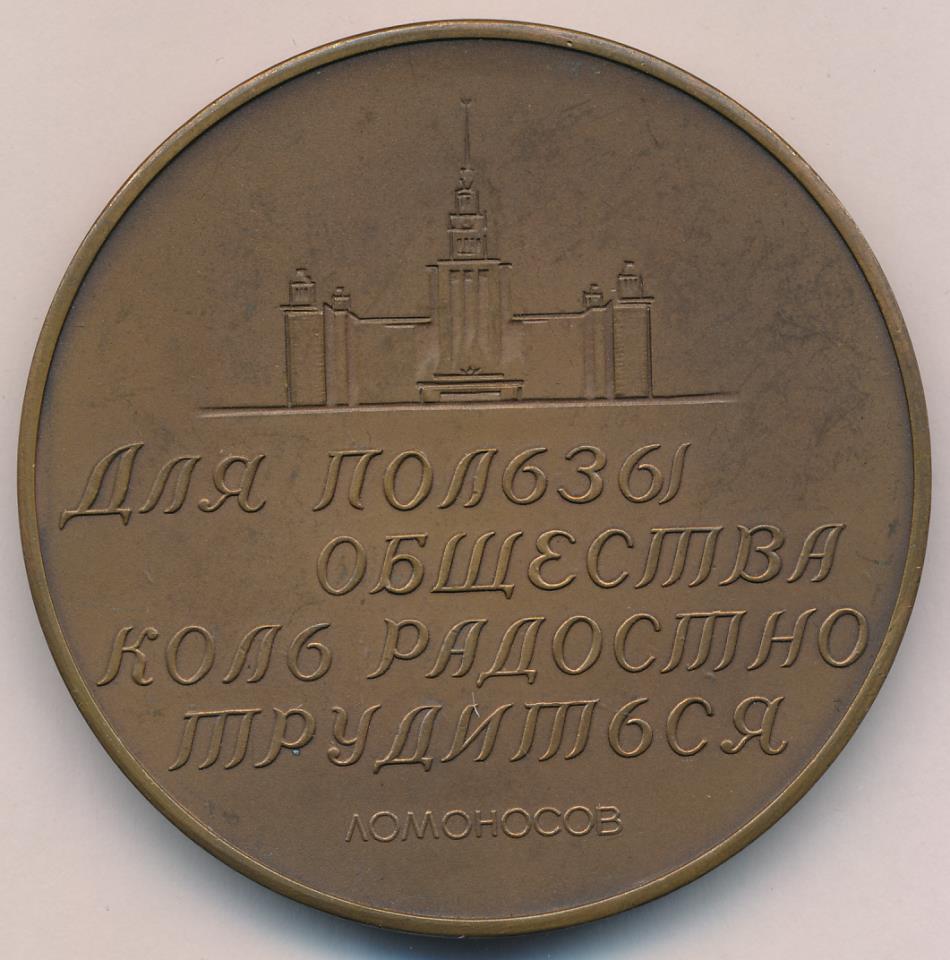 Для ПОЛЬЗЫ
ОБЩЕСТВА
КОЛЬ РАДОСТНО
ТРУДИТЬСЯ
ЛОМОНОСОВ